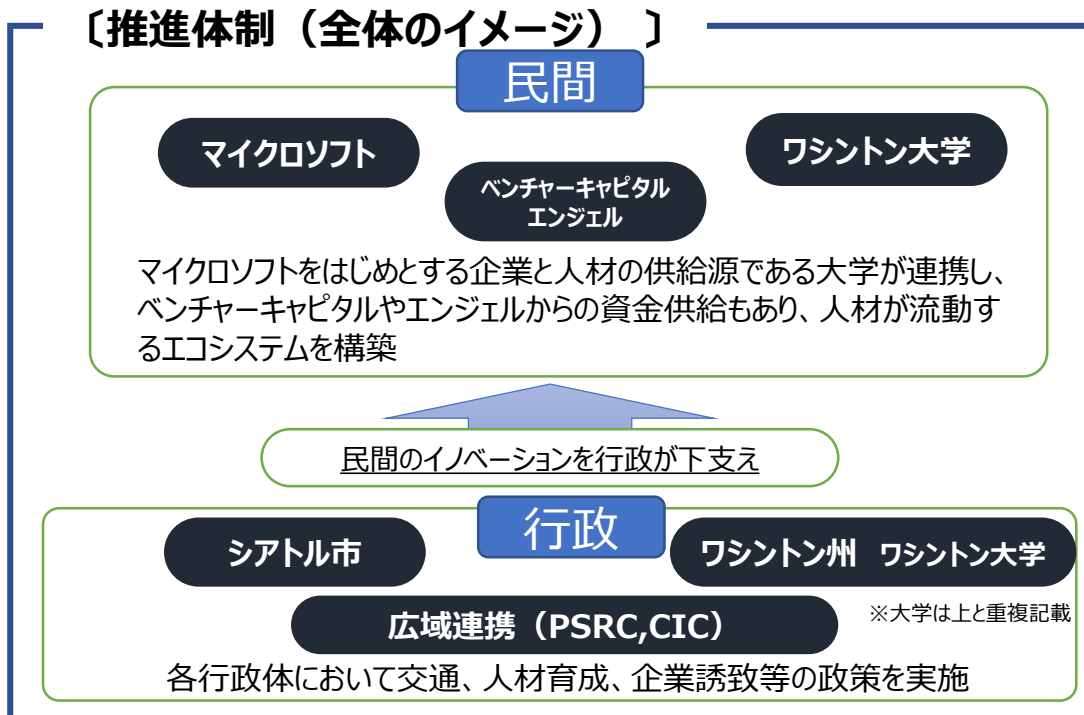 〔推進体制（全体のイメージ） 〕
民間
マイクロソフト
ワシントン大学
ベンチャーキャピタル
エンジェル
マイクロソフトをはじめとする企業と人材の供給源である大学が連携し、
ベンチャーキャピタルやエンジェルからの資金供給もあり、人材が流動す
るエコシステムを構築
民間のイノベーションを行政が下支え
行政
シアトル市
ワシントン州 ワシントン大学
広域連携（PSRC,CIC）
※大学は上と重複記載
各行政体において交通、人材育成、企業誘致等の政策を実施